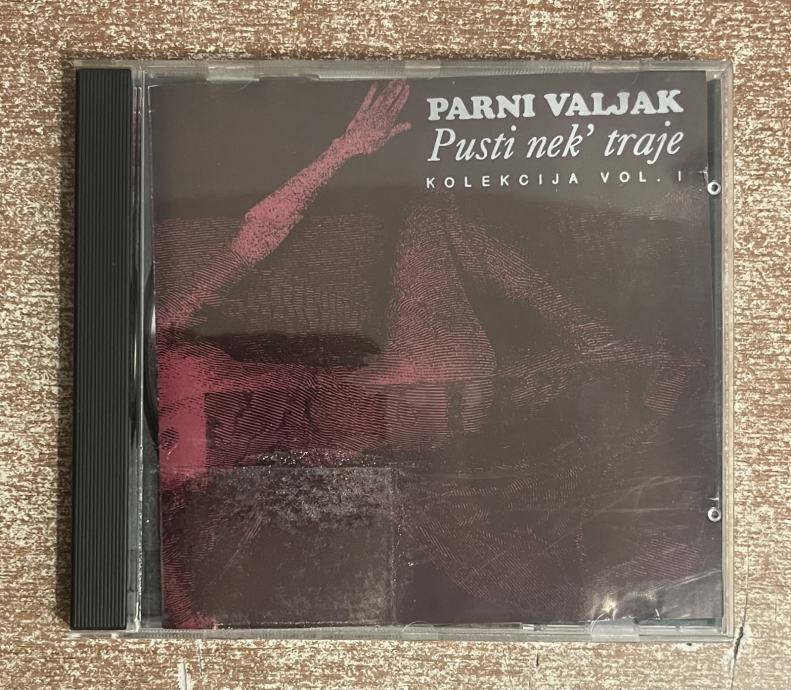 PARNI VALJAK
Pusti nek' traje
KOLEKCIJA VOL. I